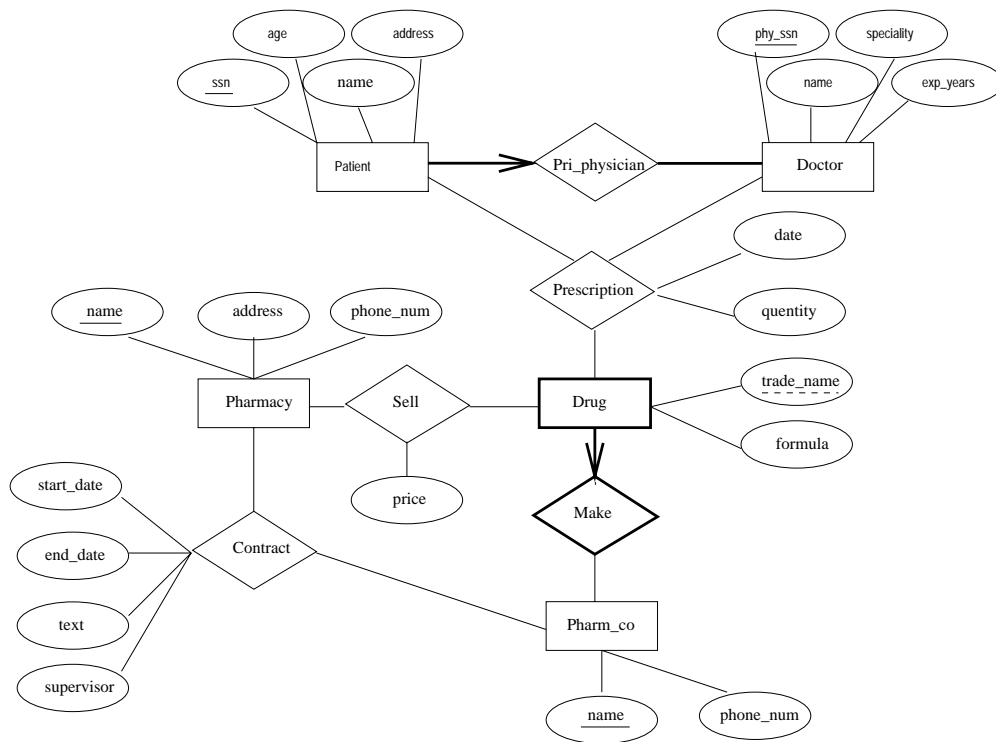 age
address
phy_ssn
speciality
ssn
name
name
exp_years
Patient
Pri_physician
Doctor
date
Prescription
name
address
phone_num
quentity
Pharmacy
Sell
Drug
trade_name
formula
start_date
price
Make
end_date
Contract
text
Pharm_co
supervisor
name
phone_num